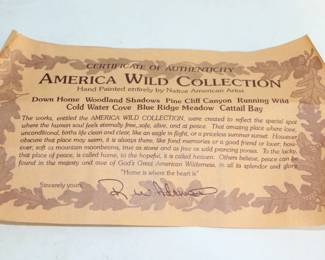 CERTIFICATE OF AUTHENTICITY
AMERICA WILD COLLECTION
Hand Painted entirely by Native American Artist
Down Home Woodland Shadows Pine Cliff Canyon Running Wild
Cold Water Cove Blue Ridge Meadow Cattail Bay
The works, entitled the AMERICA WILD COLLECTION, were created to reflect the special spot
where the human soul feels eternally free, safe, alive, and a peace. That amazing place where love,
unconditional, baths life clean and clear, like an eagle in flight, or a priceless summer sunset. However
obscure that place may seem, it is always there, like fond memories or a good friend or lover; how-
ever, soft as mountain moonbeams, true as stone and as free as wild prancing ponies. To the lucky,
that place of peace, is called home, to the hopeful, it is called heaven. Others believe, peace can be
found in the majesty and awe of God's Great American Wilderness, in all its splendor and glory.
"Home is where the heart is"
Sincerely yours,